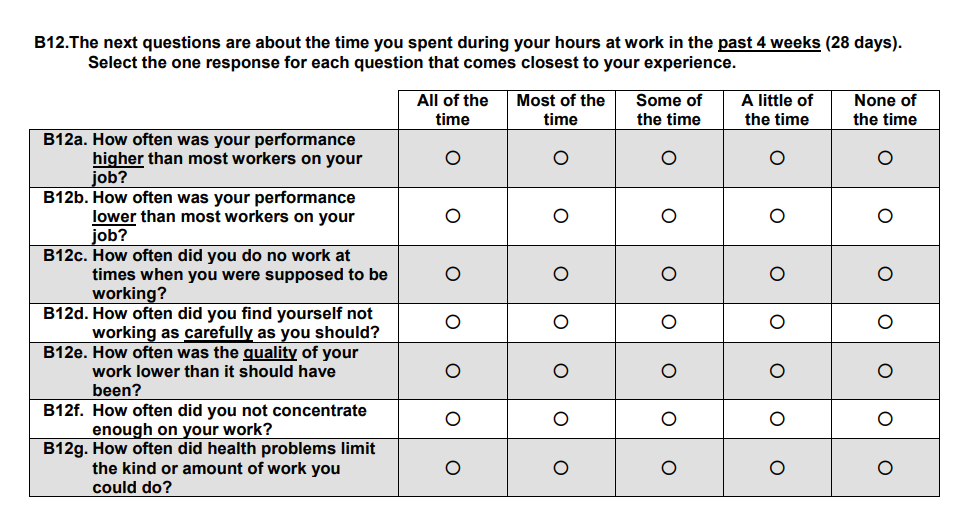 B12.The next questions are about the time you spent during your hours at work in the past 4 weeks (28 days).
Select the one response for each question that comes closest to your experience.
All of the time
Most of the time
Some of the time
A little of the time
None of the time
B12a. How often was your performance
higher than most workers on your
job?
B12b. How often was your performance
lower than most workers on your
job?
B12c. How often did you do no work at
times when you were supposed to be
working?
B12d. How often did you find yourself not
working as carefully as you should?
B12e. How often was the quality of your
work lower than it should have
been?
B12f. How often did you not concentrate
enough on your work?
B12g. How often did health problems limit
the kind or amount of work you
could do?